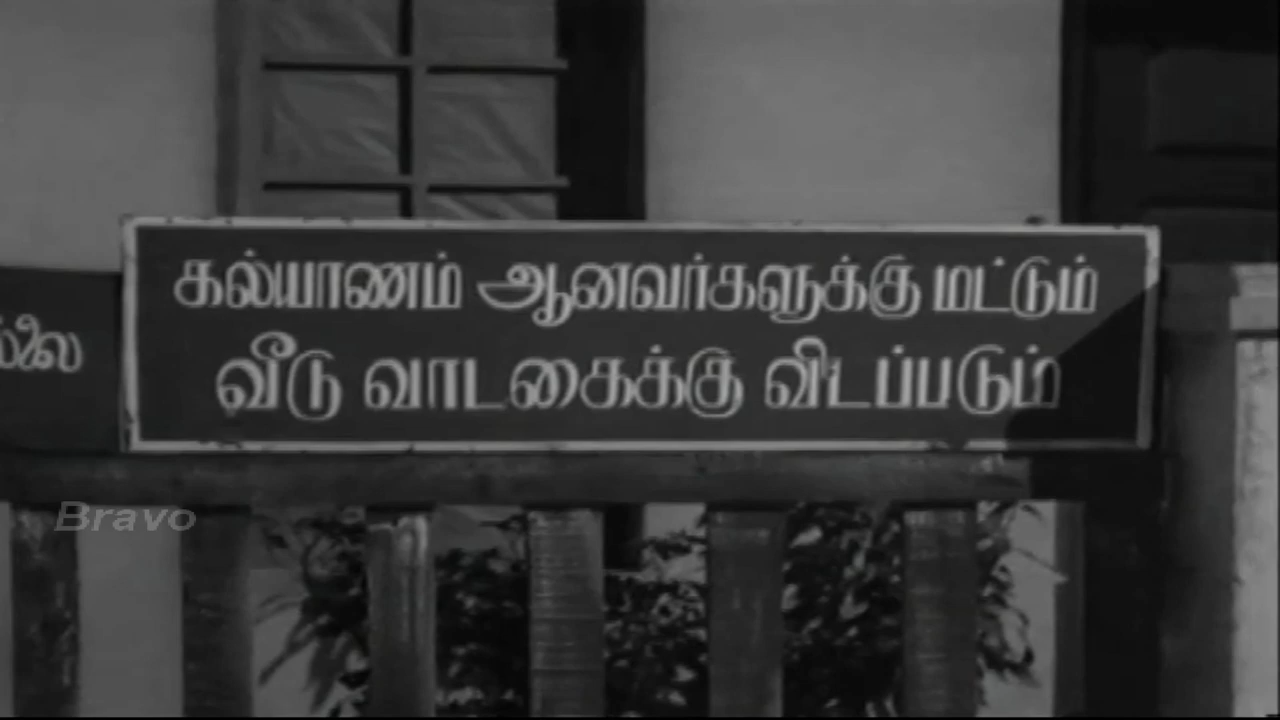 கல்யாணம் ஆனவர்களுக்கு மட்டும்
வீடு வாடகைக்கு விடப்படும்
Bravo